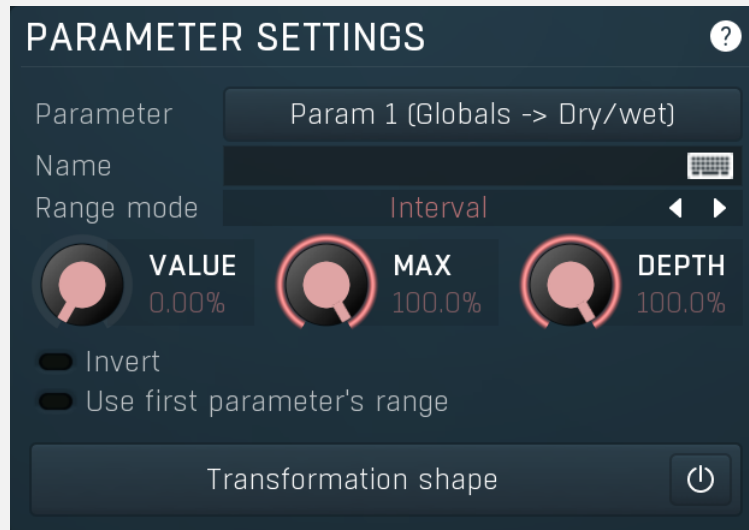 PARAMETER SETTINGS ?
Parameter Param 1 (Globals -> Dry/wet)
Name
Range mode Interval
VALUE MAX DEPTH
0.00% 100.0% 100.0%
Invert
Use first parameter's range
Transformation shape